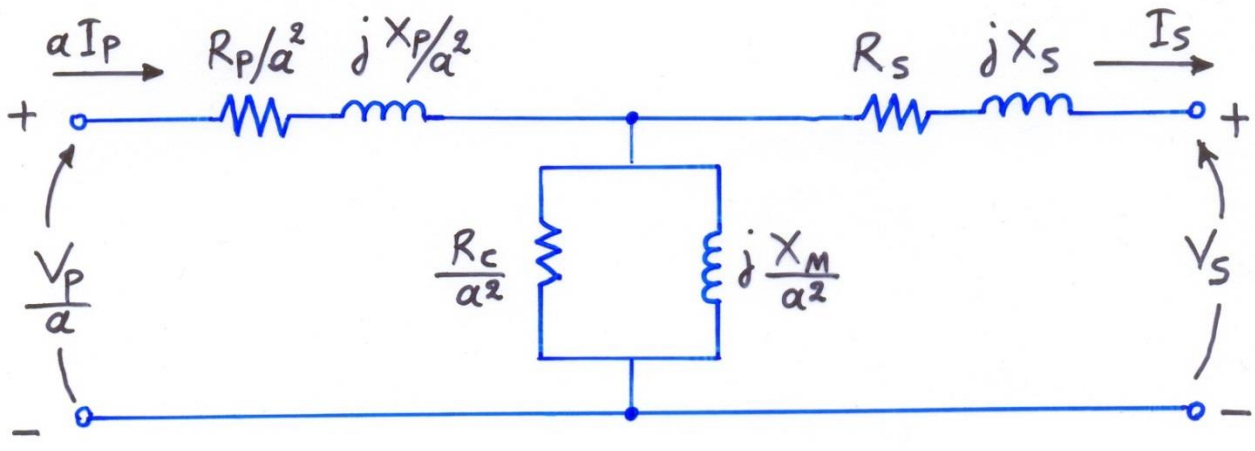 aIp Rp/a² jXp/a² Rs jXs Is
+ +
Vp/a Rc/a² jXM/a² Vs
- -